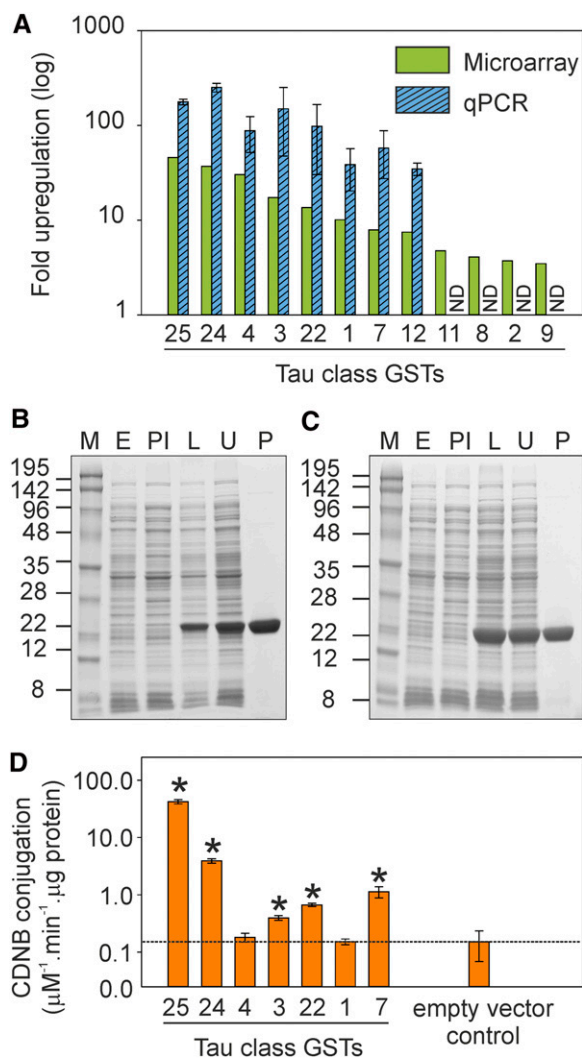 A
Fold upregulation (log)
1000
100
10
1
Microarray
qPCR
ND ND ND ND
25 24 4 3 22 1 7 12 11 8 2 9
Tau class GSTs
B
M E PI L U P
195
142
96
48
35
28
22
12
8
C
M E PI L U P
195
142
96
48
35
28
22
12
8
D
CDNB conjugation
(μM⁻¹.min⁻¹.μg protein)
100.0
10.0
1.0
0.1
0.0
* * * * *
25 24 4 3 22 1 7
Tau class GSTs
empty vector
control